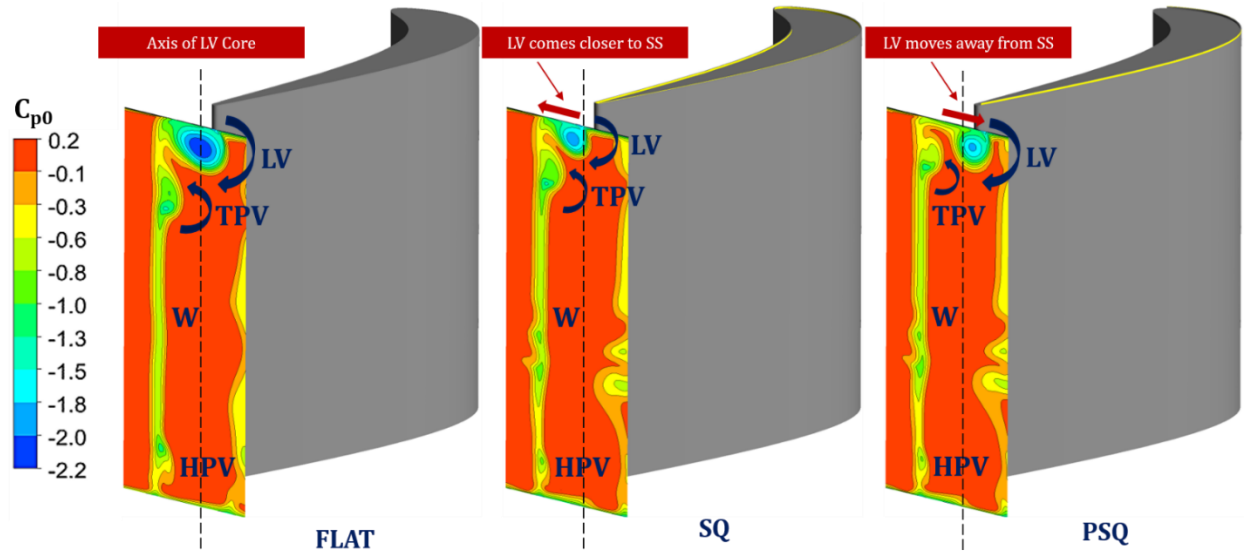 Axis of LV Core
LV comes closer to SS
LV moves away from SS
Cp0
0.2
-0.1
-0.3
-0.6
-0.8
-1.0
-1.3
-1.5
-1.8
-2.0
-2.2
LV
TPV
W
HPV
FLAT
LV
TPV
W
HPV
SQ
LV
TPV
W
HPV
PSQ